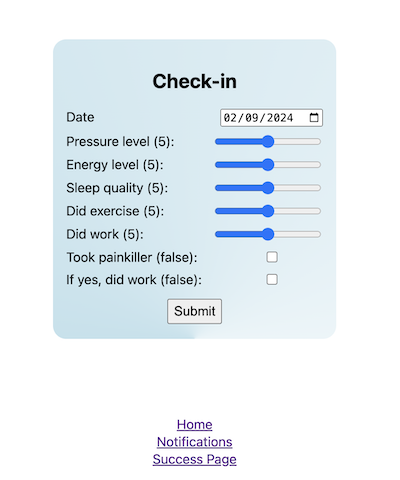 Check-in
Date 02/09/2024
Pressure level (5):
Energy level (5):
Sleep quality (5):
Did exercise (5):
Did work (5):
Took painkiller (false):
If yes, did work (false):
Submit
Home
Notifications
Success Page